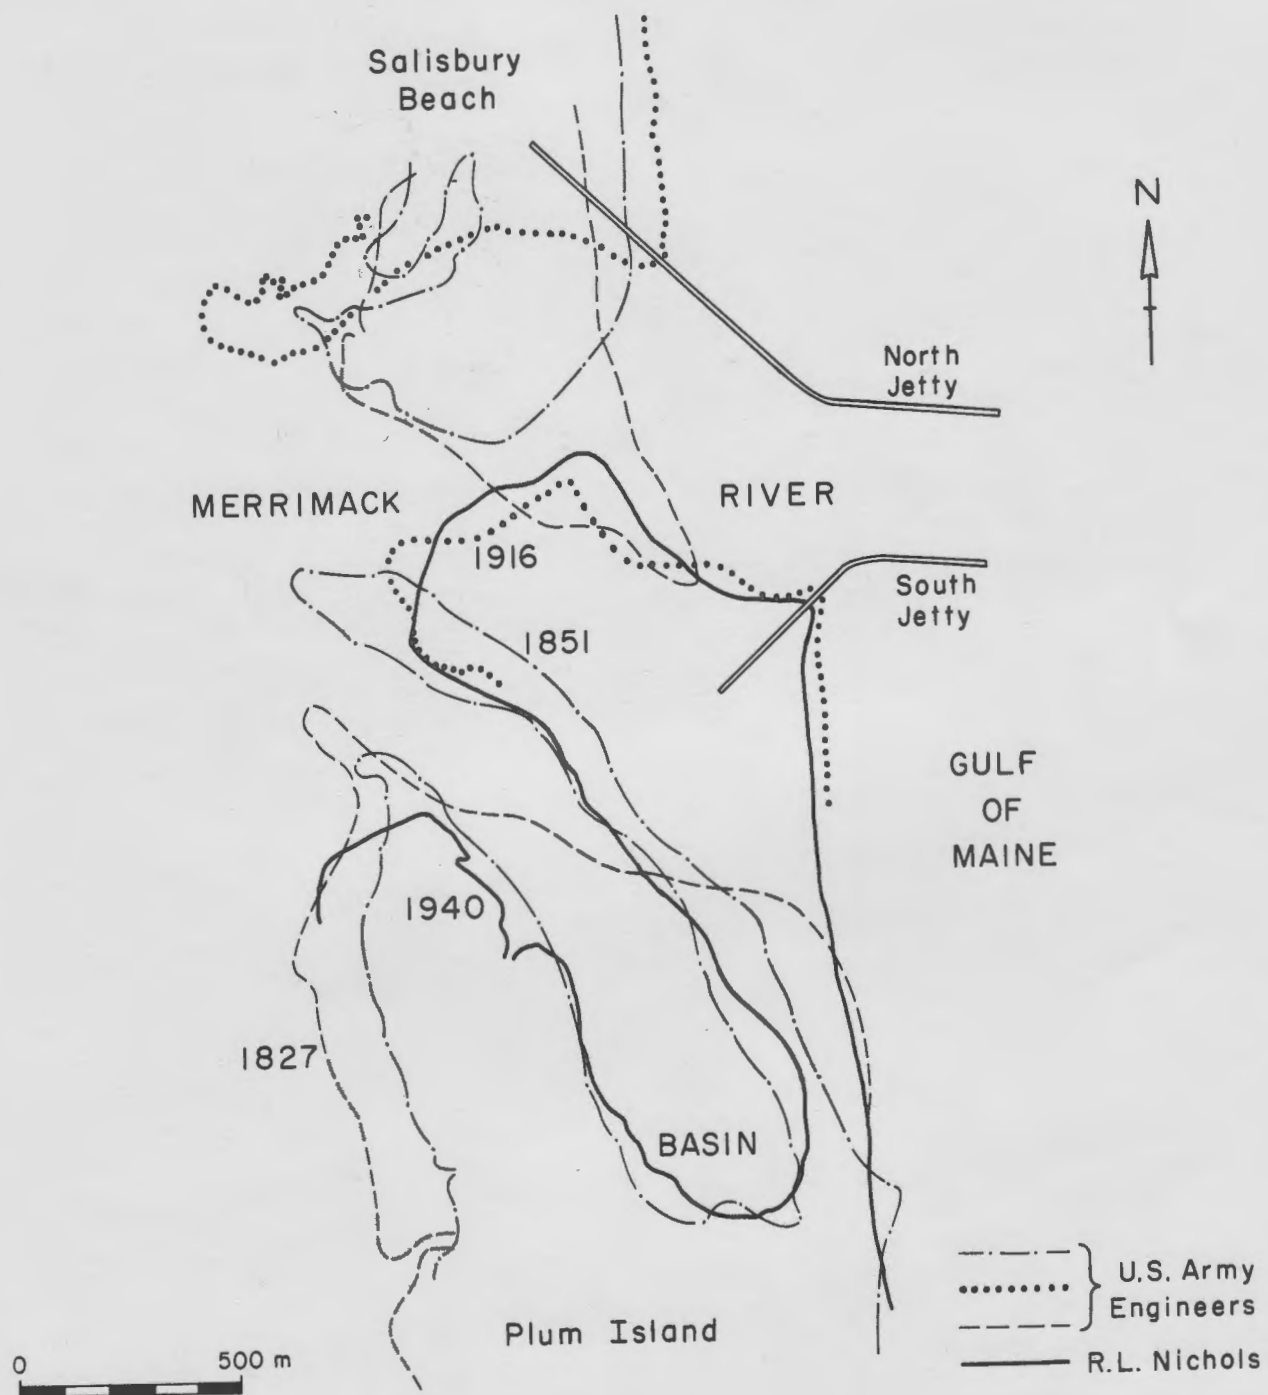 Salisbury
Beach
N
North
Jetty
MERRIMACK RIVER
1916
South
Jetty
1851
GULF
OF
MAINE
1940
1827
BASIN
U.S. Army
Engineers
Plum Island
R.L. Nichols
0 500 m